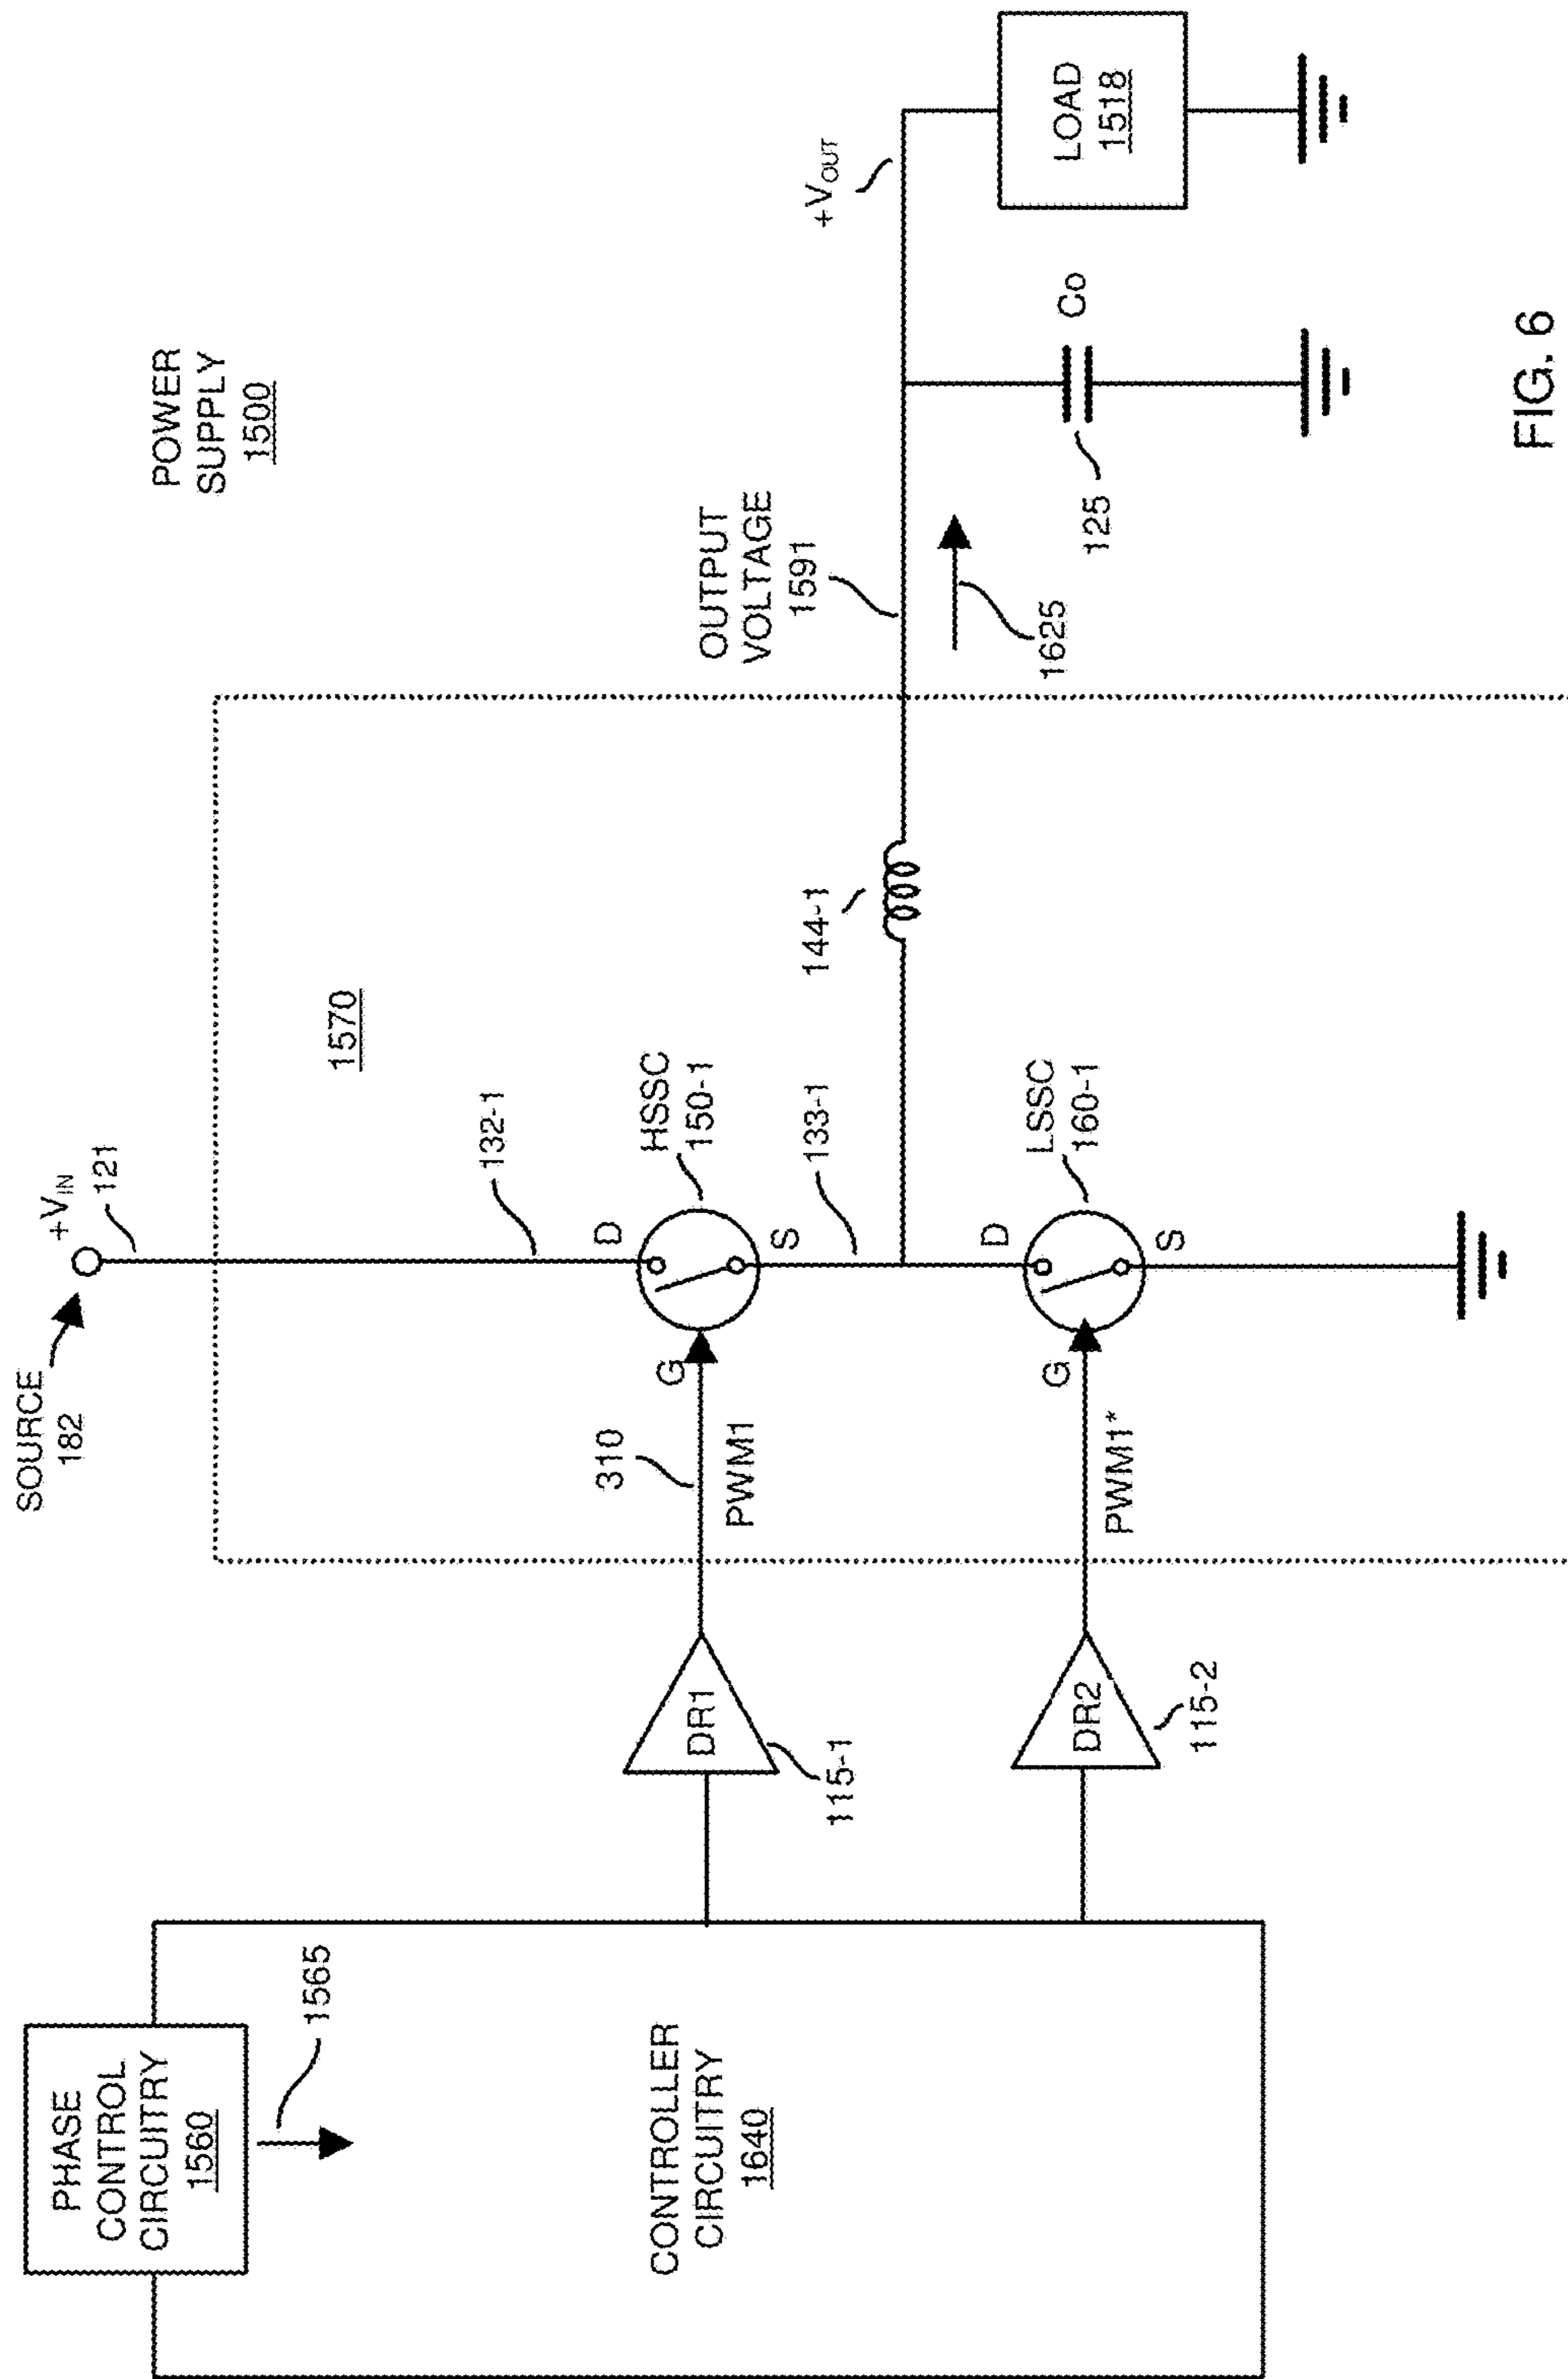 SOURCE
182
+VIN
121
POWER
SUPPLY
1500
PHASE
CONTROL
CIRCUITRY
1560
1565
1570
132-1
D
HSSC
150-1
310
G
PWM1
S
DR1
115-1
133-1
144-1
OUTPUT
VOLTAGE
1591
+VOUT
1625
125
Co
LOAD
1518
CONTROLLER
CIRCUITRY
1640
D
LSSC
160-1
G
PWM1*
S
DR2
115-2
FIG. 6